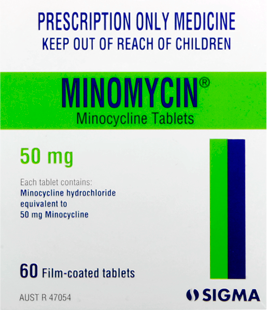 PRESCRIPTION ONLY MEDICINE
KEEP OUT OF REACH OF CHILDREN
MINOMYCIN®
Minocycline Tablets
50 mg
Each tablet contains:
Minocycline hydrochloride
equivalent to
50 mg Minocycline
60 Film-coated tablets
AUST R 47054
SIGMA